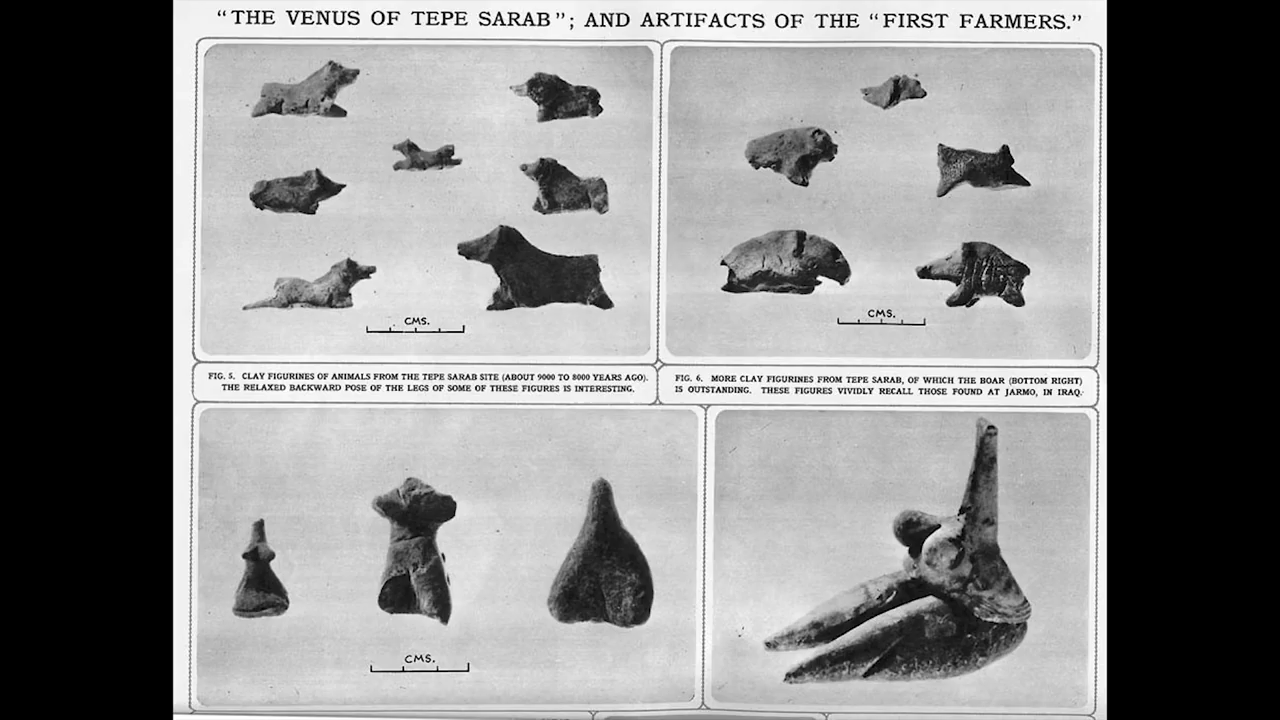 “THE VENUS OF TEPE SARAB”; AND ARTIFACTS OF THE “FIRST FARMERS.”
CMS.
CMS.
FIG. 5. CLAY FIGURINES OF ANIMALS FROM THE TEPE SARAB SITE (ABOUT 9000 TO 8000 YEARS AGO).
THE RELAXED BACKWARD POSE OF THE LEGS OF SOME OF THESE FIGURES IS INTERESTING.
FIG. 6. MORE CLAY FIGURINES FROM TEPE SARAB, OF WHICH THE BOAR (BOTTOM RIGHT)
IS OUTSTANDING. THESE FIGURES VIVIDLY RECALL THOSE FOUND AT JARMO, IN IRAQ.
CMS.